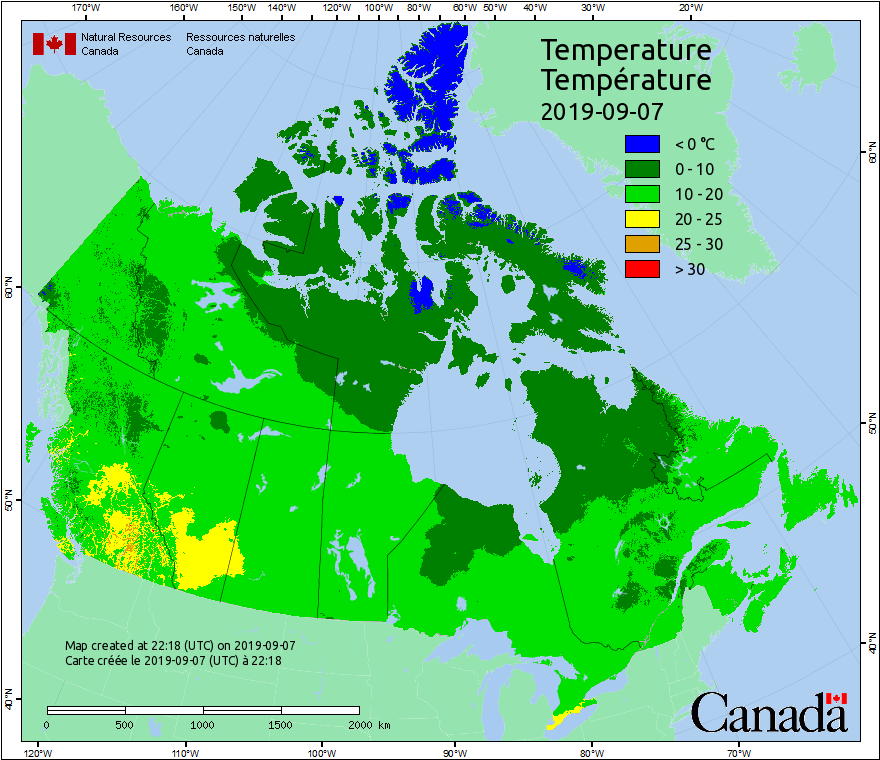 170°W 160°W 150°W 140°W 130°W 120°W 110°W 100°W 80°W 60°W 50°W 40°W 30°W 20°W
Natural Resources Canada
Ressources naturelles Canada
Temperature
Température
2019-09-07
< 0 °C
0 - 10
10 - 20
20 - 25
25 - 30
> 30
60°N
50°N
40°N
60°N
50°N
40°N
Map created at 22:18 (UTC) on 2019-09-07
Carte créée le 2019-09-07 (UTC) à 22:18
0 500 1000 1500 2000 km
Canada
120°W 110°W 100°W 90°W 80°W 70°W